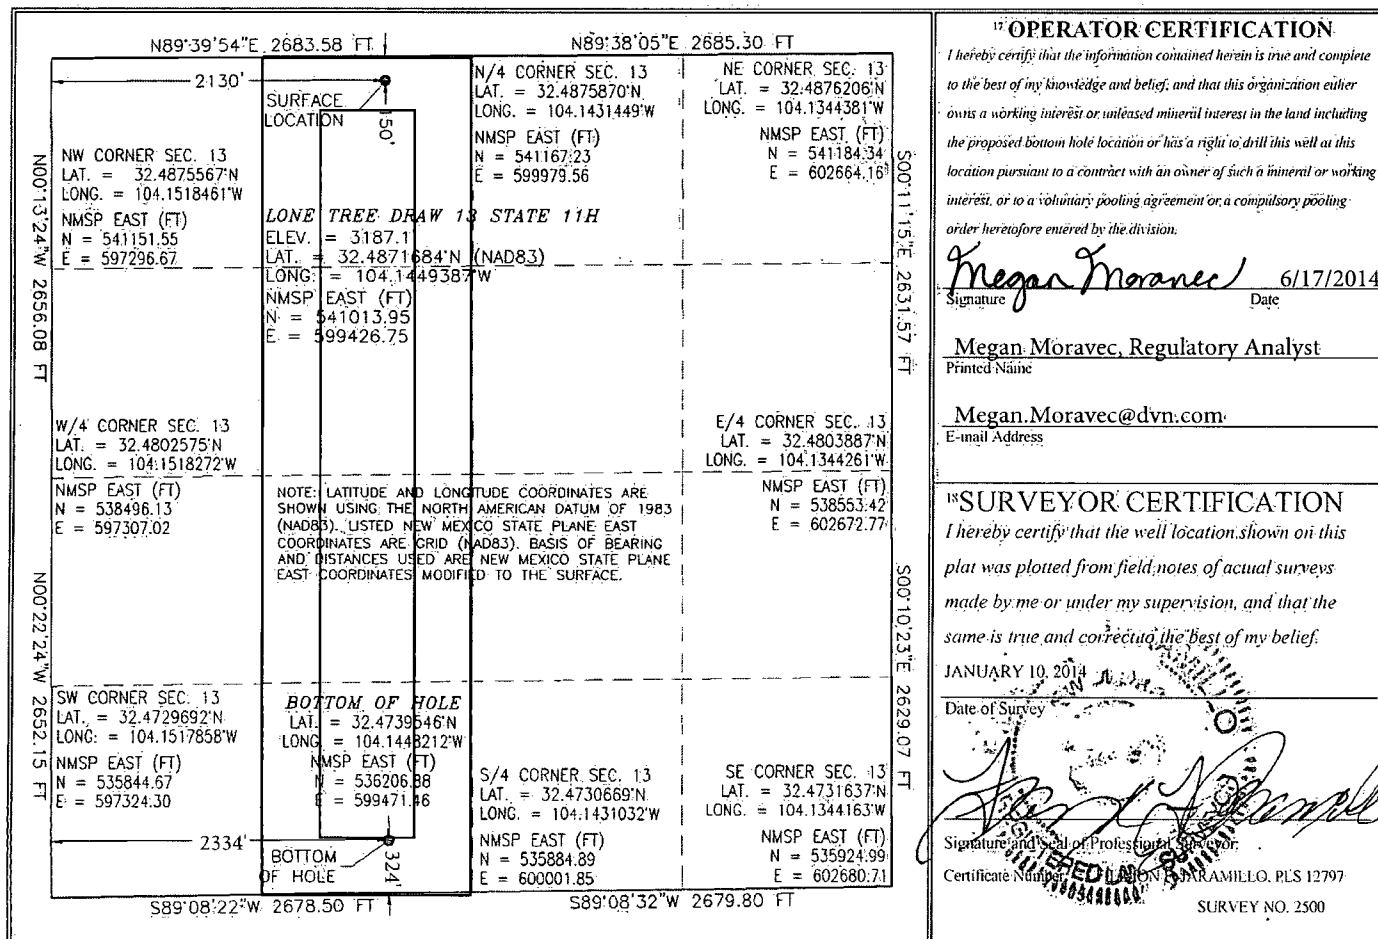 N89°39'54"E 2683.58 FT
N89°38'05"E 2685.30 FT
2130'
SURFACE
LOCATION
150'
N/4 CORNER SEC. 13
LAT. = 32.4875870°N
LONG. = 104.1431449°W
NMSP EAST (FT)
N = 541167.23
E = 599979.56
NE CORNER SEC. 13
LAT. = 32.4876206°N
LONG. = 104.1344381°W
NMSP EAST (FT)
N = 541184.34
E = 602664.16
NW CORNER SEC. 13
LAT. = 32.4875567°N
LONG. = 104.1518461°W
NMSP EAST (FT)
N = 541151.55
E = 597296.67
N00°13'24"W 2656.08 FT
S00°11'15"E 2631.57 FT
LONE TREE DRAW 13 STATE 11H
ELEV. = 3187.1'
LAT. = 32.4871684°N (NAD83)
LONG. = 104.1449387°W
NMSP EAST (FT)
N = 541013.95
E = 599426.75
W/4 CORNER SEC. 13
LAT. = 32.4802575°N
LONG. = 104.1518272°W
NMSP EAST (FT)
N = 538496.13
E = 597307.02
E/4 CORNER SEC. 13
LAT. = 32.4803887°N
LONG. = 104.1344261°W
NMSP EAST (FT)
N = 538553.42
E = 602672.77
NOTE: LATITUDE AND LONGITUDE COORDINATES ARE
SHOWN USING THE NORTH AMERICAN DATUM OF 1983
(NAD83). LISTED NEW MEXICO STATE PLANE EAST
COORDINATES ARE GRID (NAD83). BASIS OF BEARING
AND DISTANCES USED ARE NEW MEXICO STATE PLANE
EAST COORDINATES MODIFIED TO THE SURFACE.
N00°22'24"W 2652.15 FT
S00°10'23"E 2629.07 FT
SW CORNER SEC. 13
LAT. = 32.4729692°N
LONG. = 104.1517858°W
NMSP EAST (FT)
N = 535844.67
E = 597324.30
BOTTOM OF HOLE
LAT. = 32.4739546°N
LONG. = 104.1448212°W
NMSP EAST (FT)
N = 536206.88
E = 599471.46
S/4 CORNER SEC. 13
LAT. = 32.4730669°N
LONG. = 104.1431032°W
NMSP EAST (FT)
N = 535884.89
E = 600001.85
SE CORNER SEC. 13
LAT. = 32.4731637°N
LONG. = 104.1344163°W
NMSP EAST (FT)
N = 535924.99
E = 602680.71
2334'
BOTTOM
OF HOLE
324'
S89°08'22"W 2678.50 FT
S89°08'32"W 2679.80 FT
17 OPERATOR CERTIFICATION
I hereby certify that the information contained herein is true and complete
to the best of my knowledge and belief, and that this organization either
owns a working interest or unleased mineral interest in the land including
the proposed bottom hole location or has a right to drill this well at this
location pursuant to a contract with an owner of such a mineral or working
interest, or to a voluntary pooling agreement or a compulsory pooling
order heretofore entered by the division.
Megan Moravec 6/17/2014
Signature Date
Megan Moravec, Regulatory Analyst
Printed Name
Megan.Moravec@dvn.com
E-mail Address
18 SURVEYOR CERTIFICATION
I hereby certify that the well location shown on this
plat was plotted from field notes of actual surveys
made by me or under my supervision, and that the
same is true and correct to the best of my belief.
JANUARY 10, 2014
Date of Survey
Signature and Seal of Professional Surveyor:
Certificate Number: JARAMILLO, PLS 12797
SURVEY NO. 2500